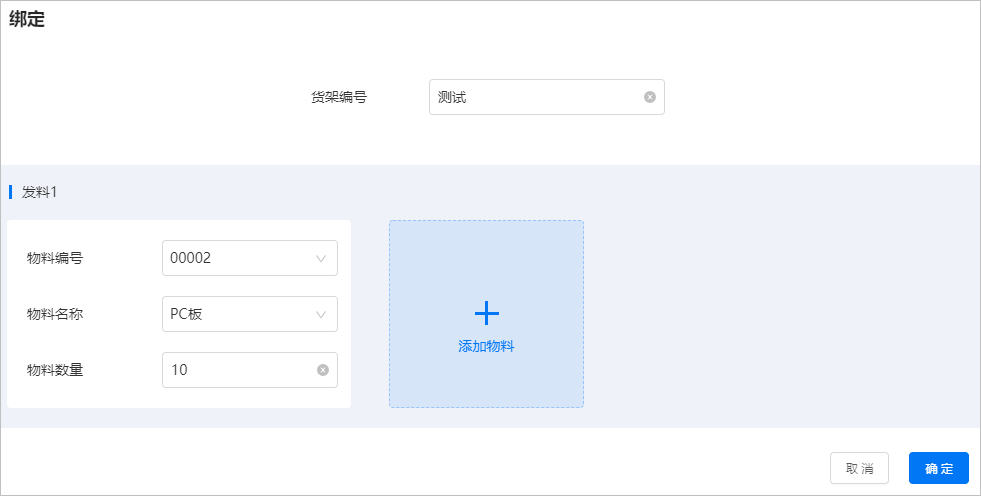 绑定
货架编号 测试
发料1
物料编号 00002
物料名称 PC板
物料数量 10
添加物料
取消 确定